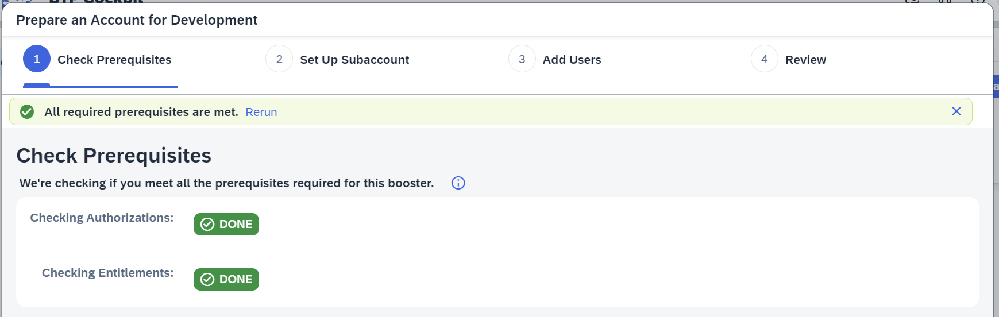 BTP Cockpit
Prepare an Account for Development
1 Check Prerequisites 2 Set Up Subaccount 3 Add Users 4 Review
All required prerequisites are met. Rerun
Check Prerequisites
We're checking if you meet all the prerequisites required for this booster.
Checking Authorizations: DONE
Checking Entitlements: DONE